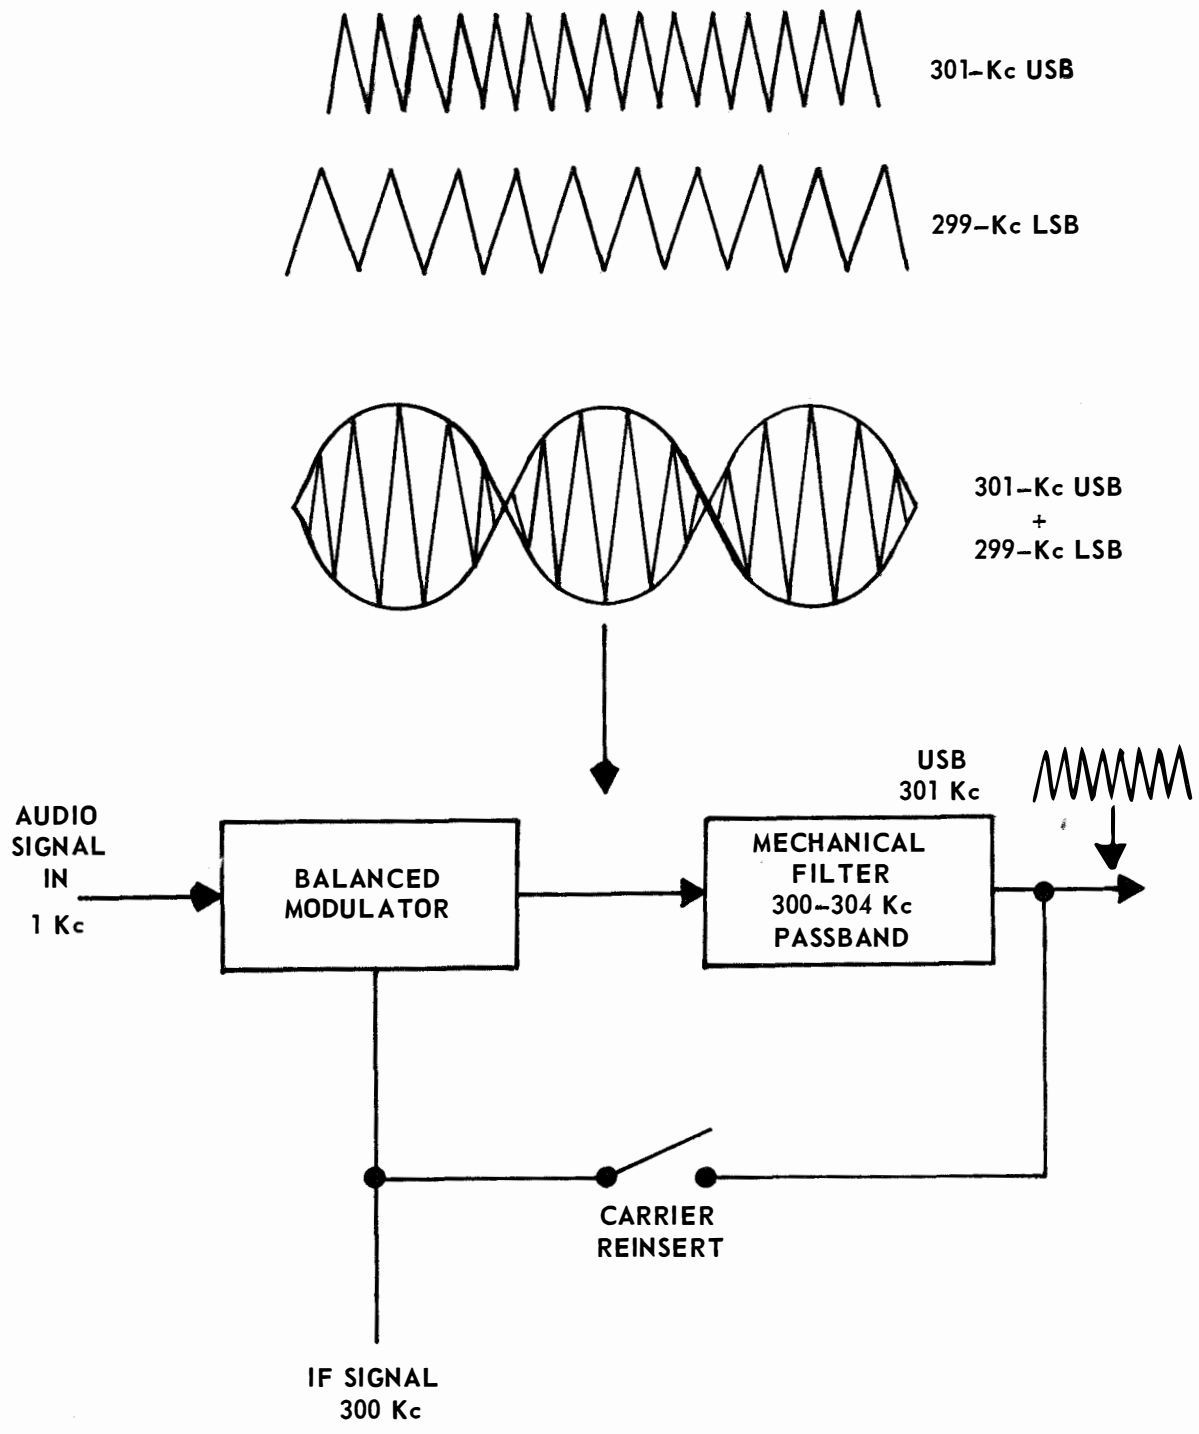 301-Kc USB
299-Kc LSB
301-Kc USB
+
299-Kc LSB
USB
301 Kc
AUDIO
SIGNAL
IN
1 Kc
BALANCED
MODULATOR
MECHANICAL
FILTER
300-304 Kc
PASSBAND
CARRIER
REINSERT
IF SIGNAL
300 Kc